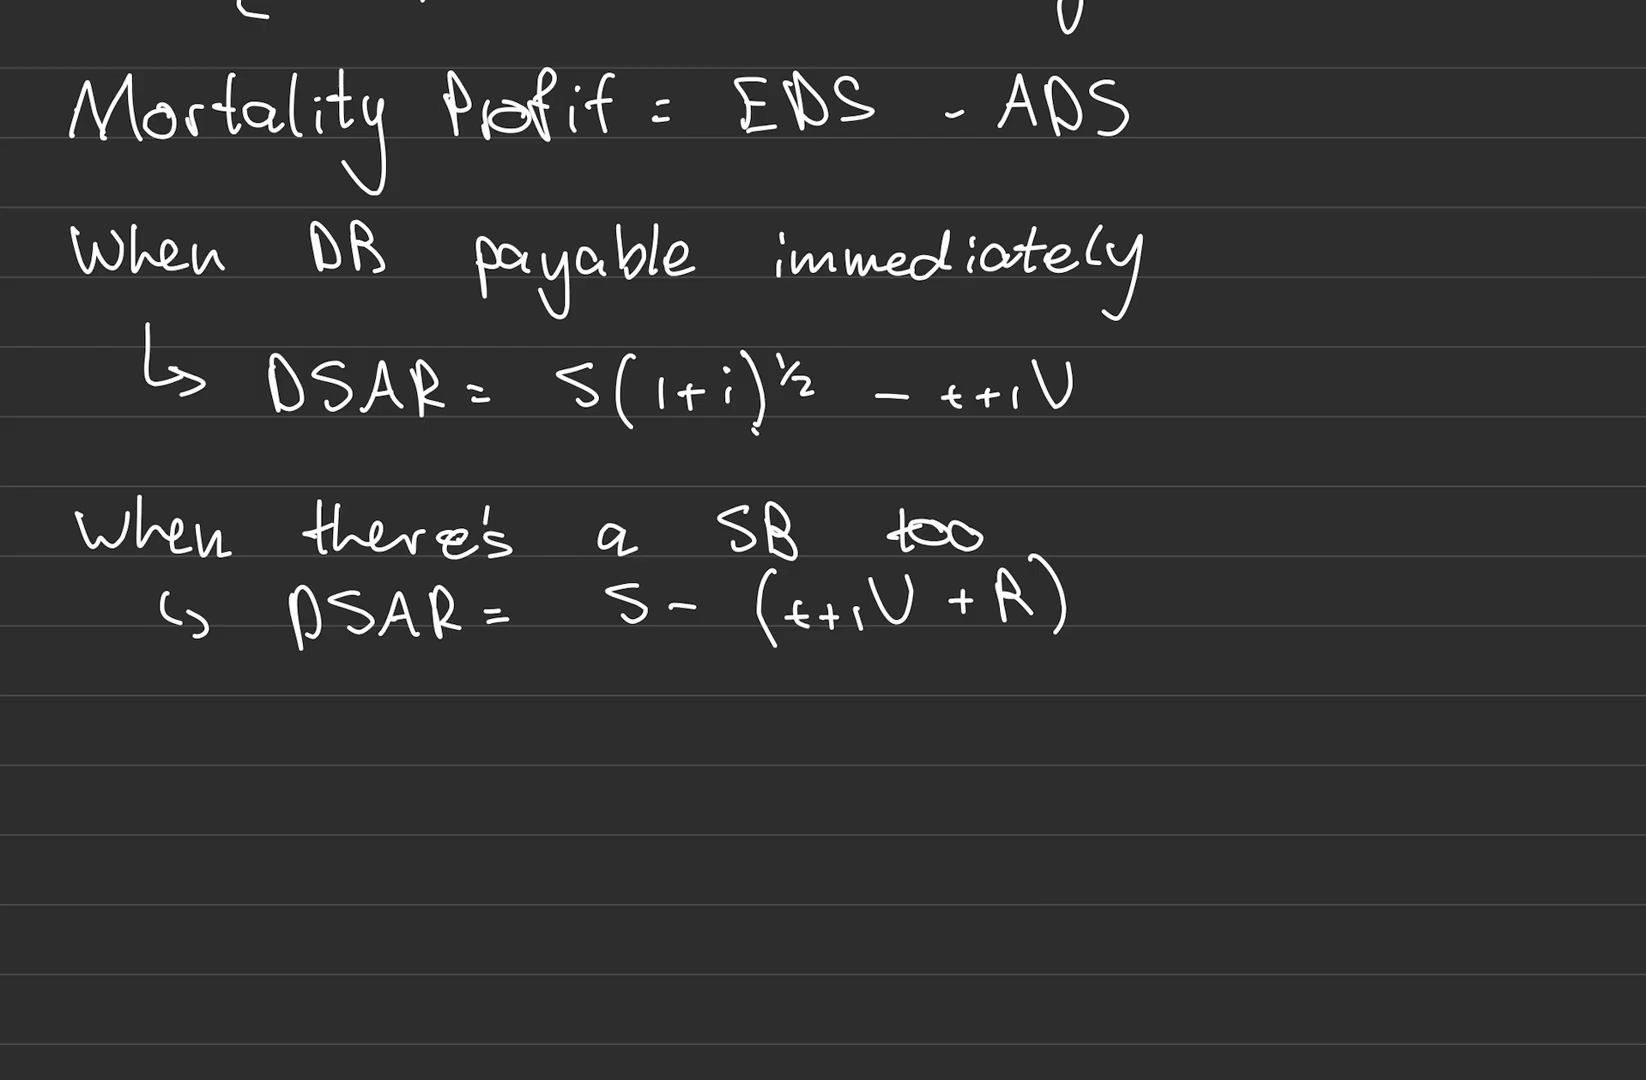 Mortality Profit = EDS - ADS
When DB payable immediately
↳ DSAR = S(1+i)^½ - ₜ₊₁V
When there's a SB too
↳ DSAR = S - (ₜ₊₁V + R)